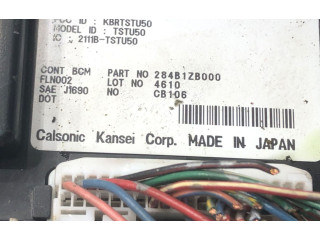 FCC ID : KBRTSTU50
MODEL ID : TSTU50
IC : 2111B-TSTU50
CONT BCM PART NO 284B1ZB000
FLN002 LOT NO 4610
SAE J1690 NO CB106
DOT
Calsonic Kansei Corp. MADE IN JAPAN